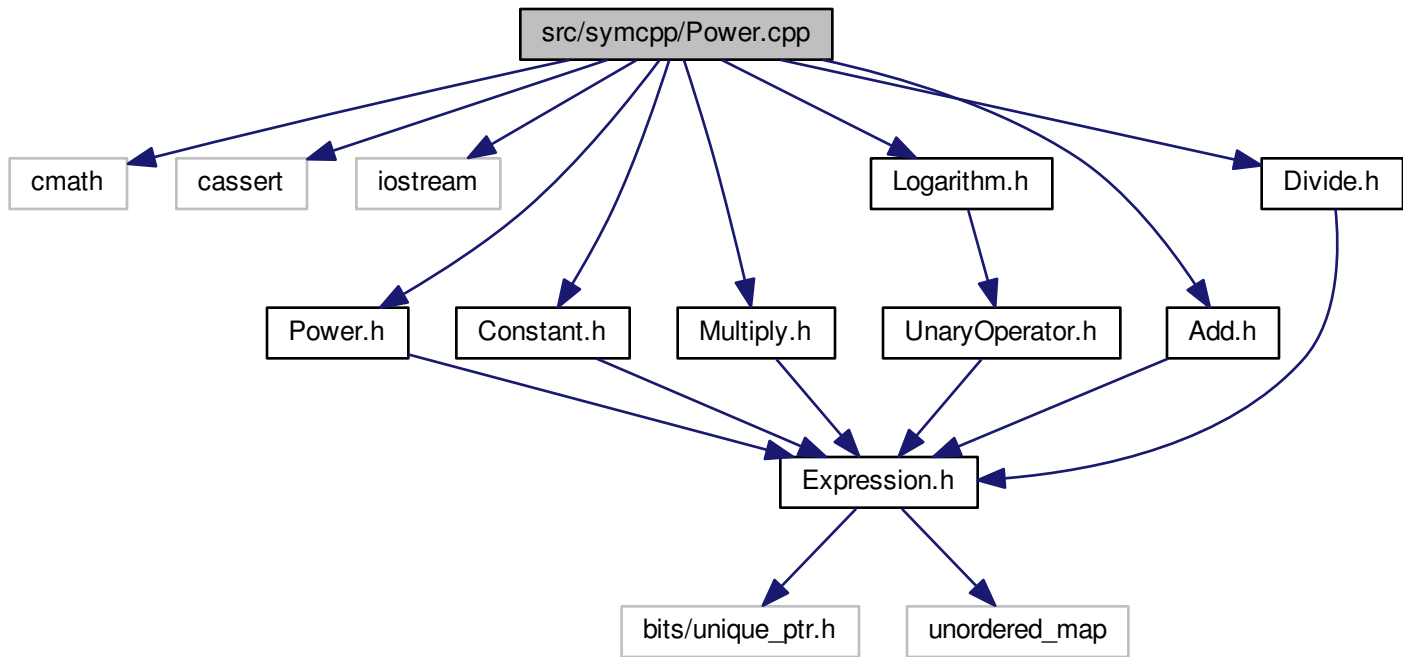 src/symcpp/Power.cpp
cmath
cassert
iostream
Logarithm.h
Divide.h
Power.h
Constant.h
Multiply.h
UnaryOperator.h
Add.h
Expression.h
bits/unique_ptr.h
unordered_map